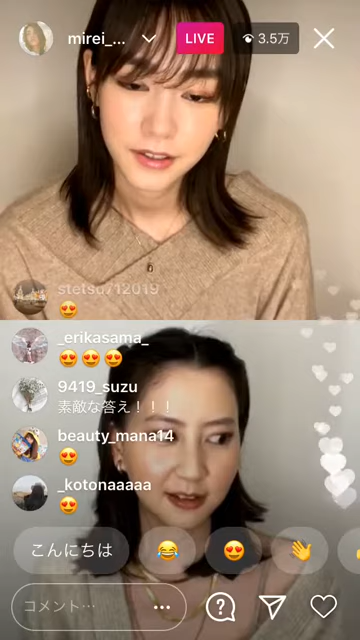 mirei_...
LIVE
3.5万
stetsu712019
😍
_erikasama_
😍😍😍
9419_suzu
素敵な答え！！！
beauty_mana14
😍
_kotonaaaaa
😍
こんにちは
😂
😍
👋
コメント…